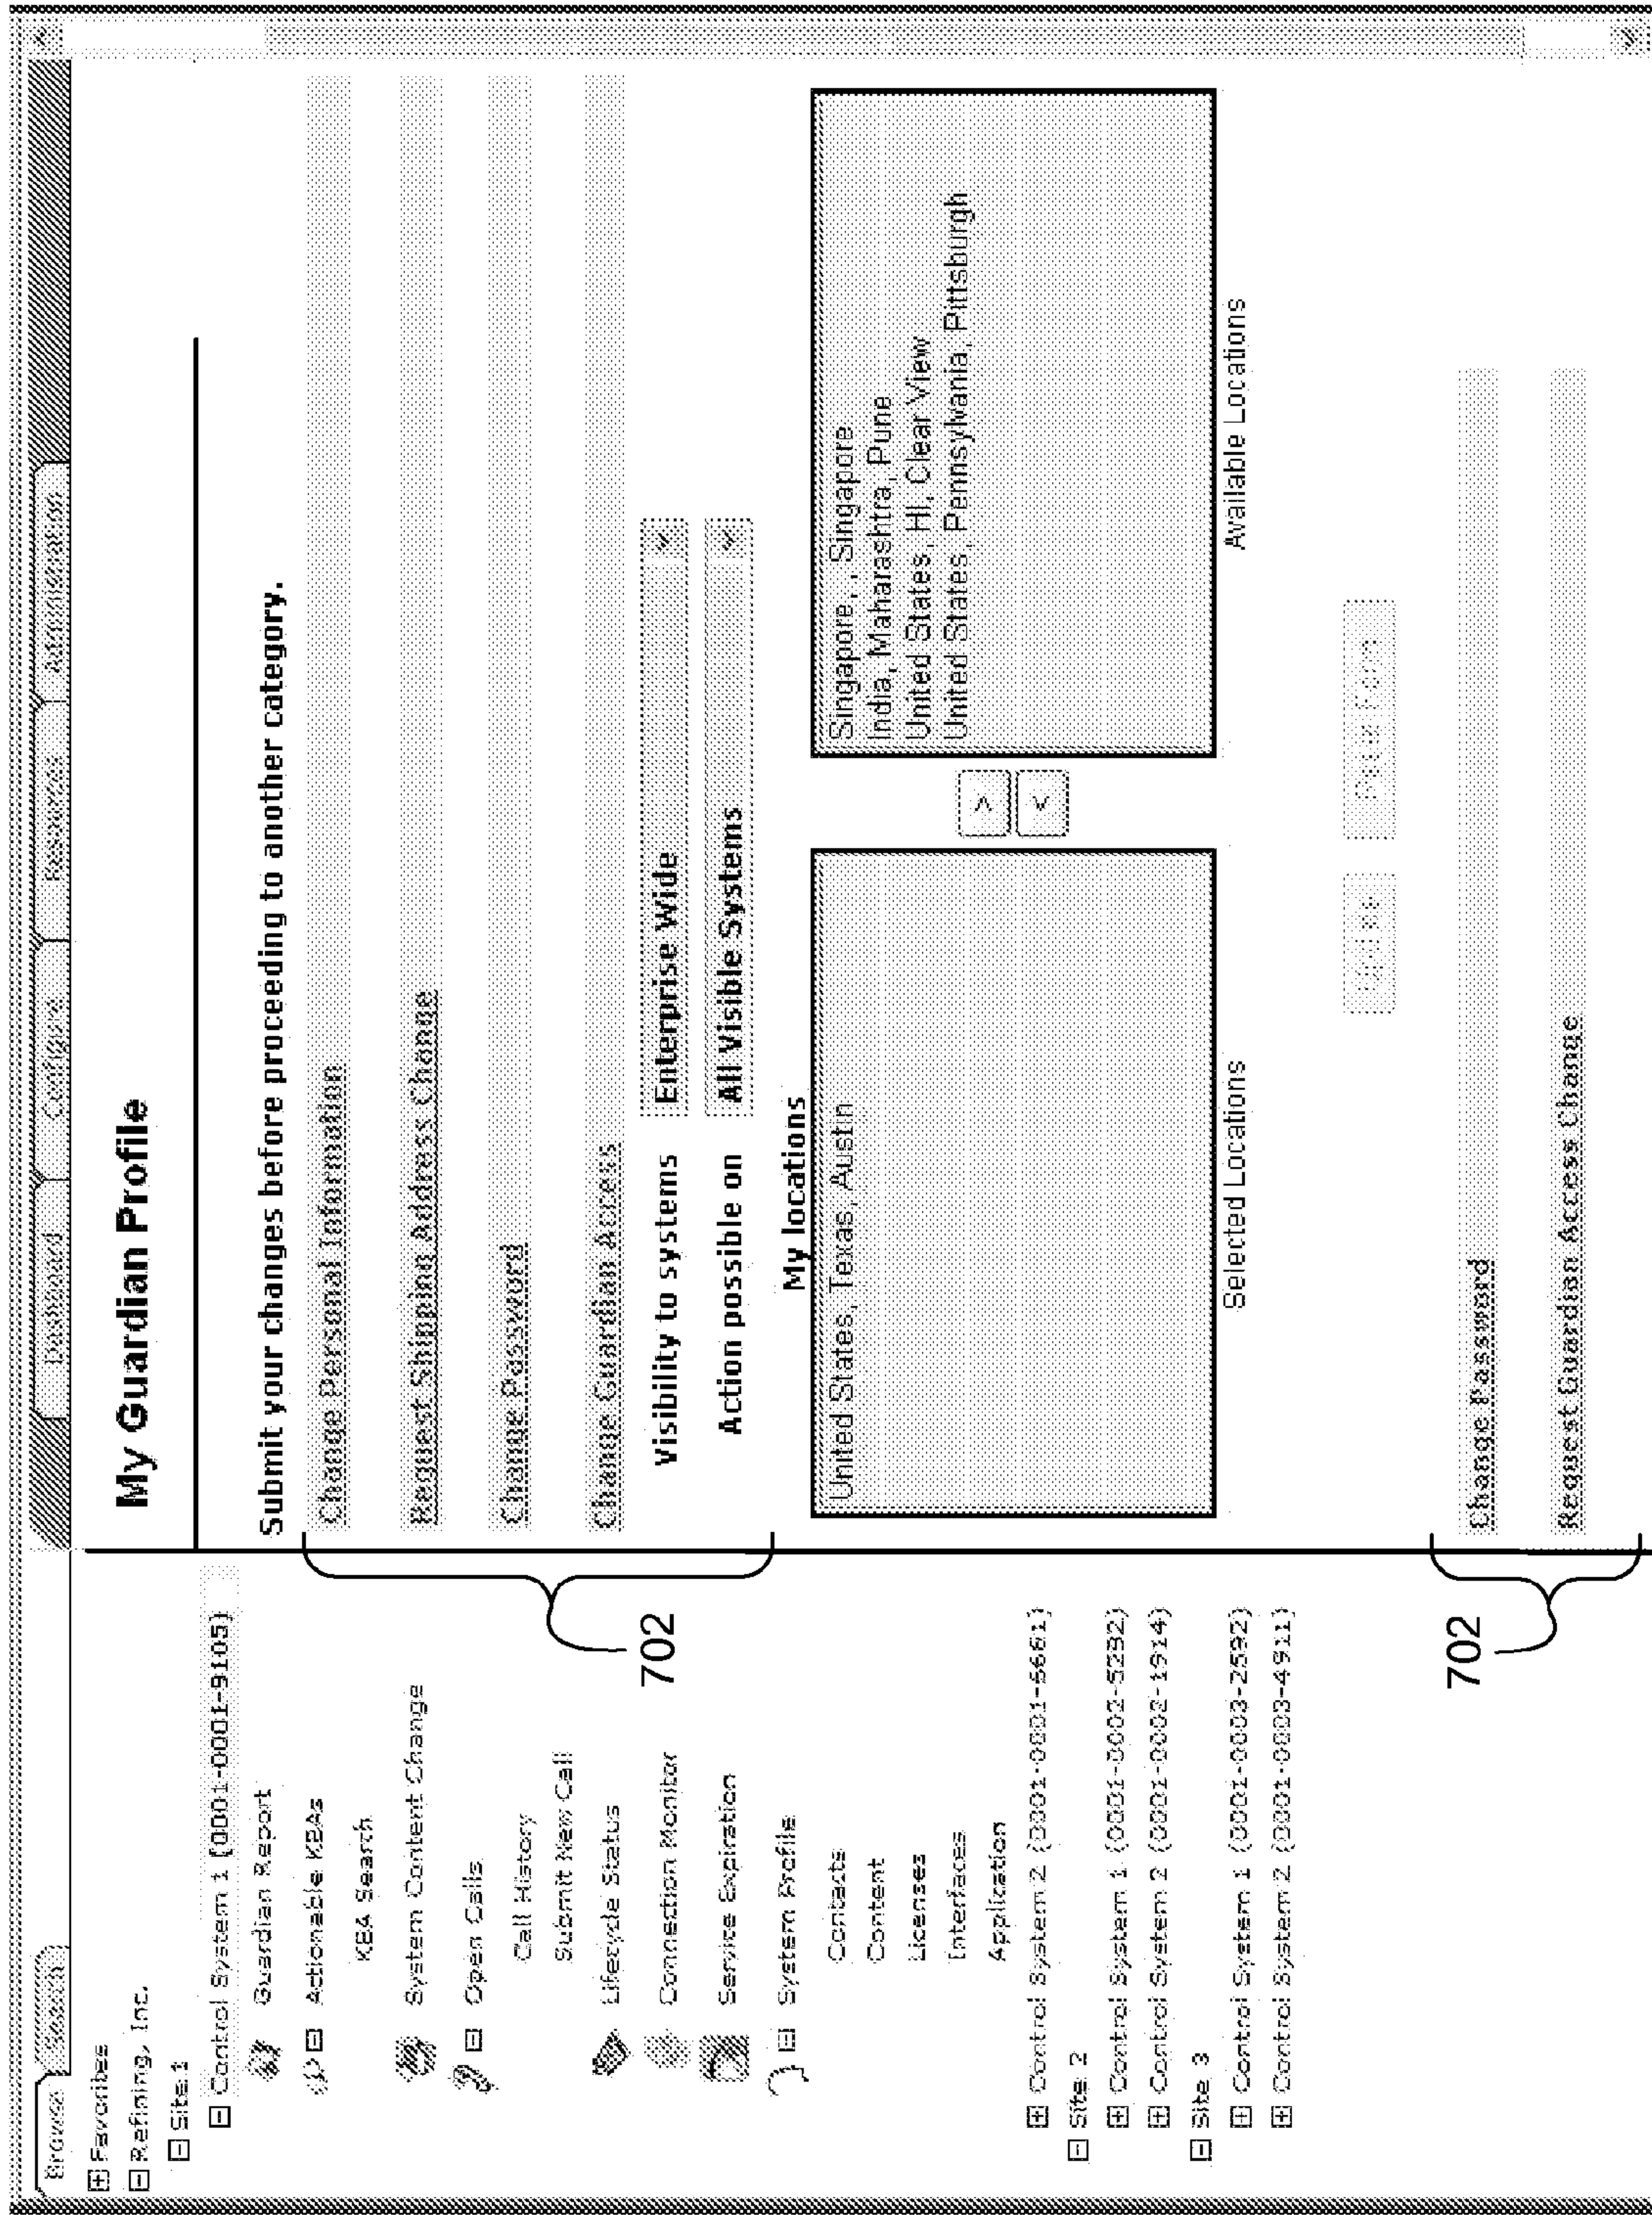 Browse Search
Favorites
Refining, Inc.
Site: 1
Control System 1 (0001-0001-9105)
Guardian Report
Actionable KBAs
KBA Search
System Content Change
Open Calls
Call History
Submit New Call
Lifecycle Status
Connection Monitor
Service Expiration
System Profile
Contacts
Content
Licenses
Interfaces
Application
Control System 2 (0001-0001-6661)
Site: 2
Control System 1 (0001-0002-5232)
Control System 2 (0001-0002-1914)
Site: 3
Control System 1 (0001-0003-2592)
Control System 2 (0001-0003-4911)
702
702
Dashboard Configure Resources Administration
My Guardian Profile
Submit your changes before proceeding to another category.
Change Personal Information
Request Shipping Address Change
Change Password
Change Guardian Access
Visibility to systems Enterprise Wide
Action possible on All Visible Systems
My locations
United States, Texas, Austin
>
<
Singapore, , Singapore
India, Maharashtra, Pune
United States, HI, Clear View
United States, Pennsylvania, Pittsburgh
Selected Locations Available Locations
Update
Change Password
Request Guardian Access Change